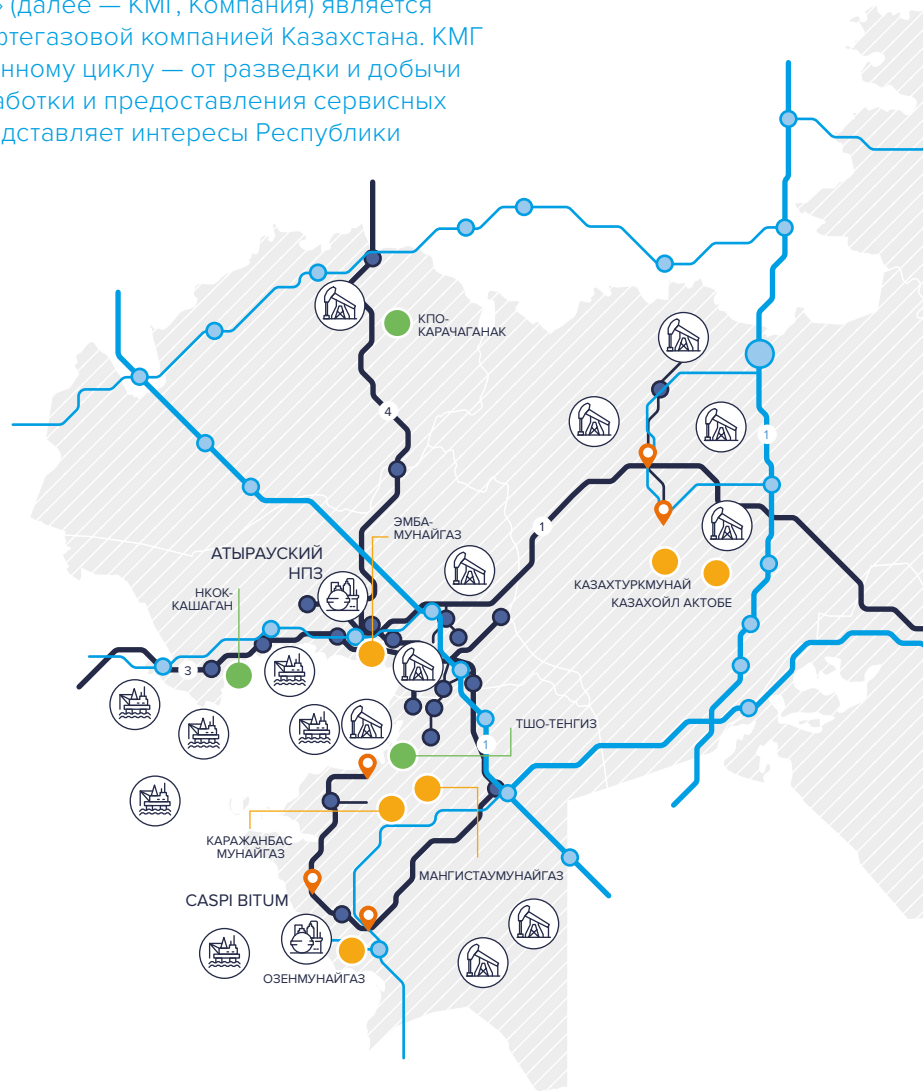 » (далее — КМГ, Компания) является
фтегазовой компанией Казахстана. КМГ
нному циклу — от разведки и добычи
аботки и предоставления сервисных
дставляет интересы Республики
КПО-
КАРАЧАГАНАК
4
1
1
ЭМБА-
МУНАЙГАЗ
АТЫРАУСКИЙ
НПЗ
КАЗАХТУРКМУНАЙ
КАЗАХОЙЛ АКТОБЕ
НКОК-
КАШАГАН
3
ТШО-ТЕНГИЗ
1
КАРАЖАНБАС
МУНАЙГАЗ
МАНГИСТАУМУНАЙГАЗ
CASPI BITUM
ОЗЕНМУНАЙГАЗ